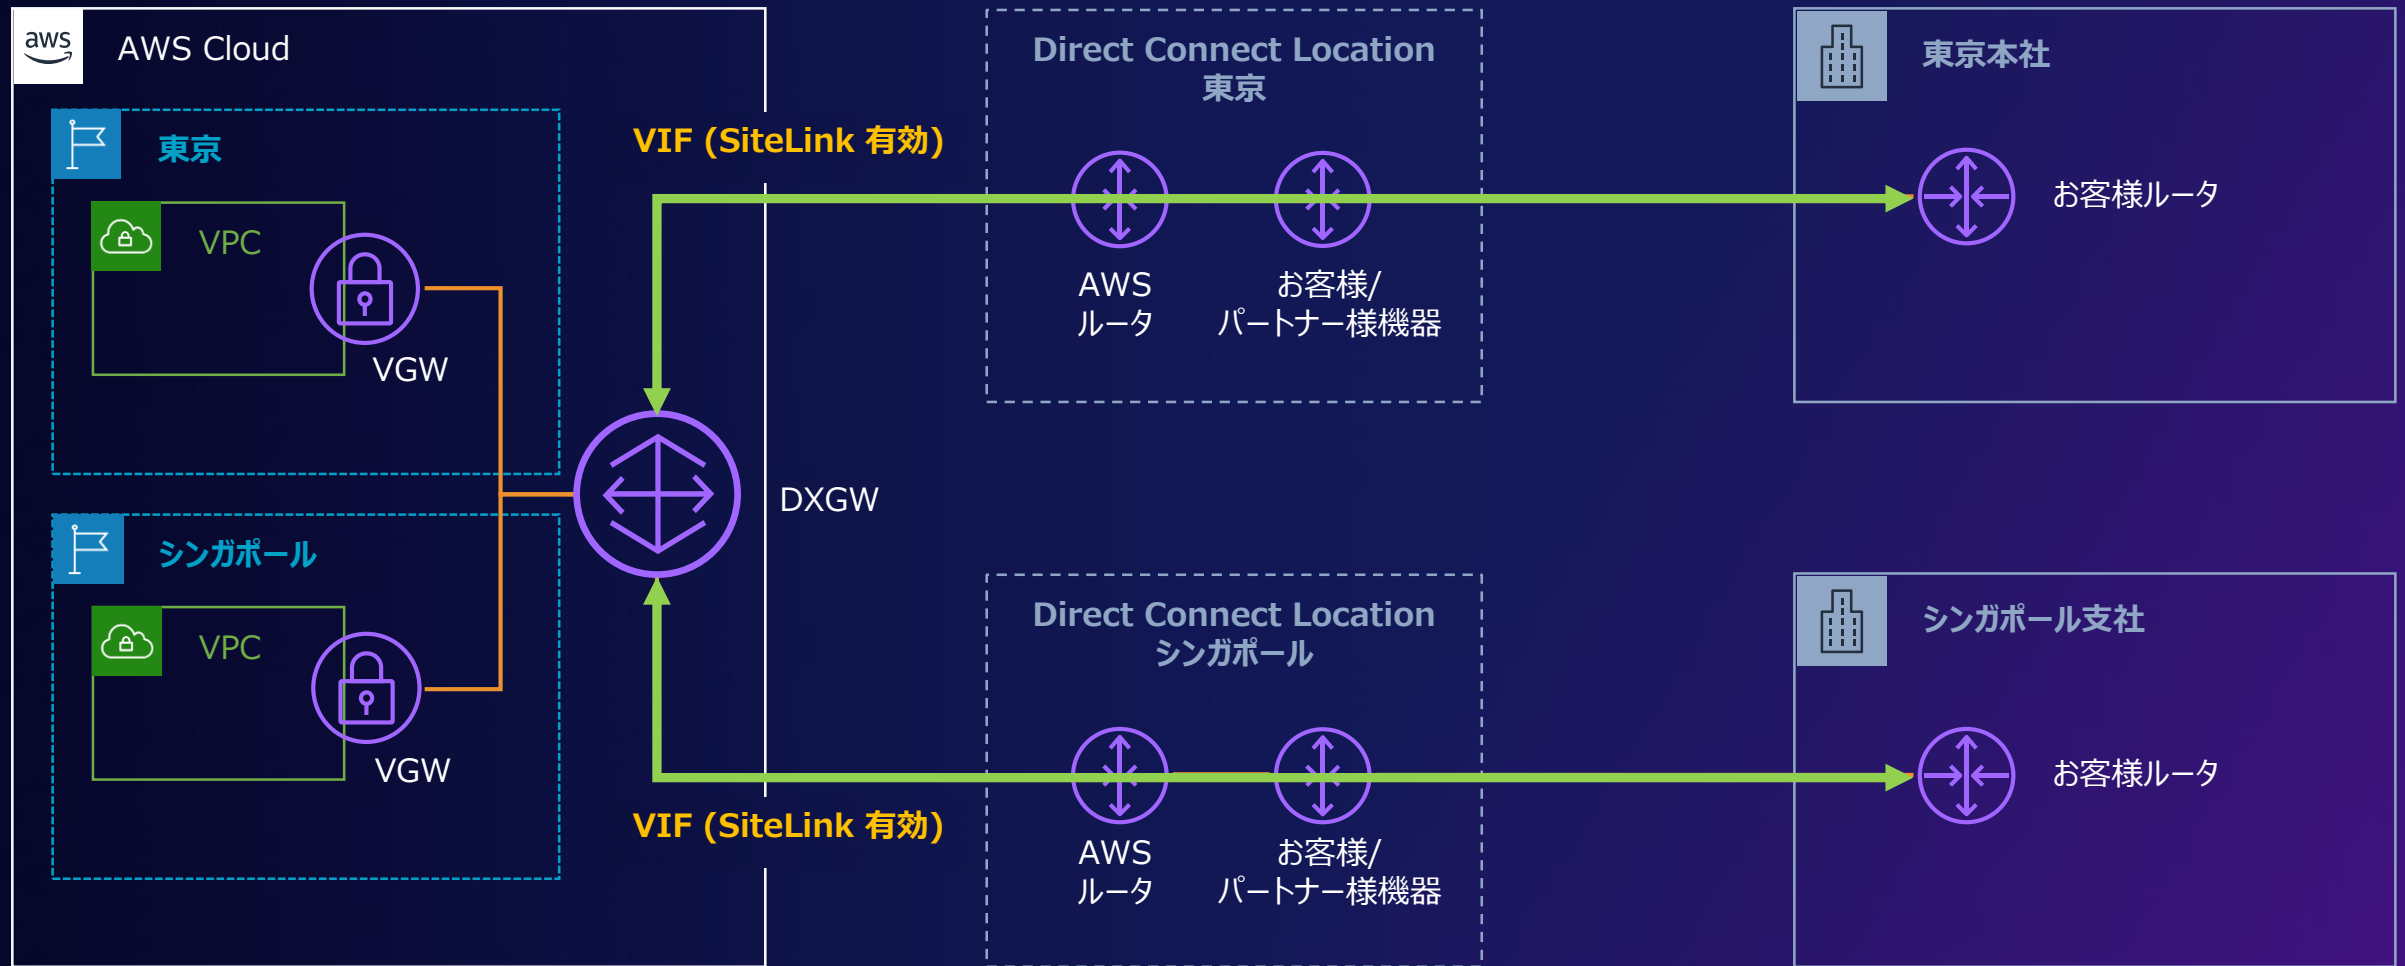 aws
AWS Cloud
東京
VPC
VGW
シンガポール
VPC
VGW
VIF (SiteLink 有効)
DXGW
VIF (SiteLink 有効)
Direct Connect Location
東京
AWS
ルータ
お客様/
パートナー様機器
Direct Connect Location
シンガポール
AWS
ルータ
お客様/
パートナー様機器
東京本社
お客様ルータ
シンガポール支社
お客様ルータ